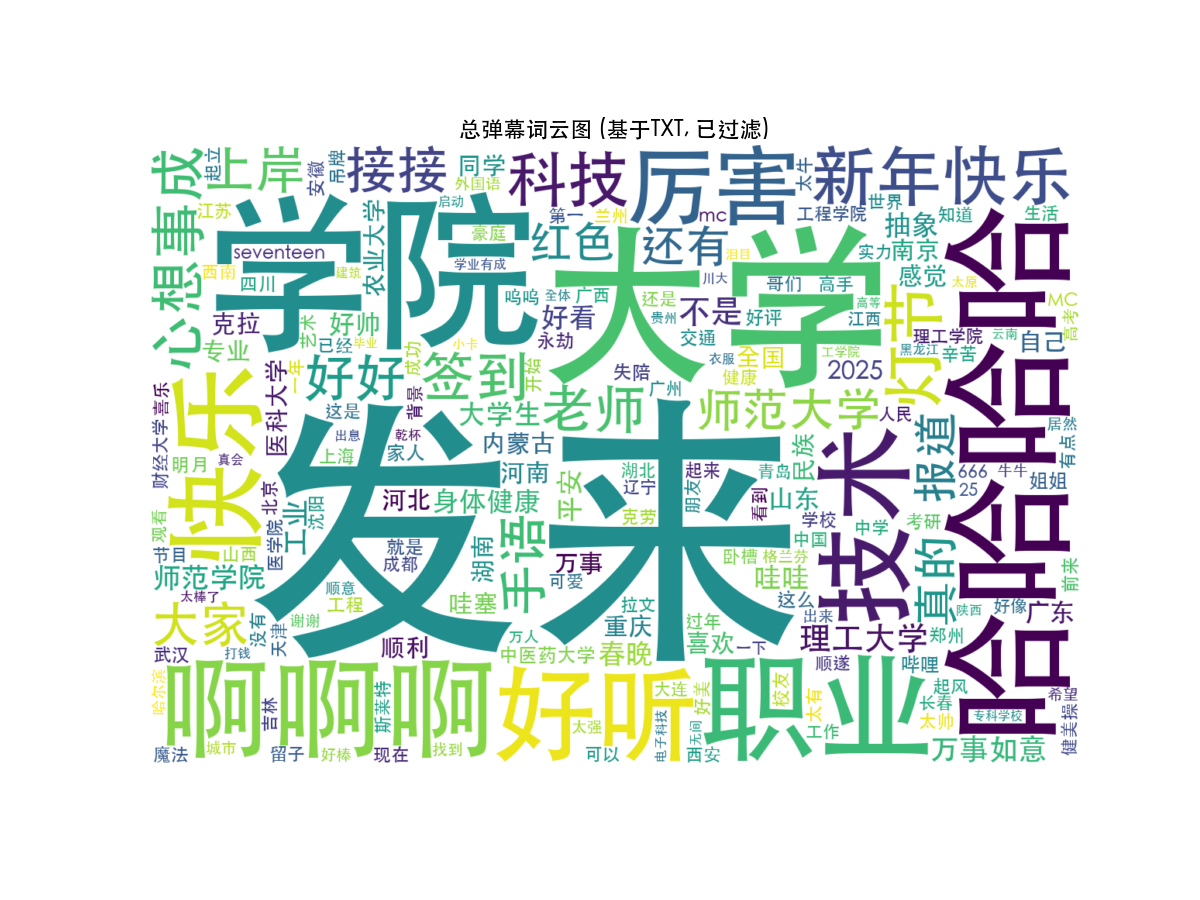 总弹幕词云图 (基于TXT, 已过滤)
心想事成
起立
上岸
安徽
吊牌
接接
同学
外国语
科技
厉害
太牛
新年快乐
江苏
农业大学
启动
豪庭
第一
兰州
mc
工程学院
世界
抽象
知道
生活
学院
红色
还有
泪目
实力
南京
seventeen
西南
四川
建筑
学业有成
大学
川大
哥们
高手
感觉
太原
MC
高考
哈哈哈哈哈
克拉
艺术
好帅
呜呜
全体
广西
还是
贵州
不是
好评
高等
江西
灯节
理工学院
云南
自己
专业
已经
毕业
成功
好看
永劫
小卡
交通
衣服
全国
工学院
黑龙江
辛苦
快乐
医科大学
一年
好好
签到
开始
失陪
广州
健康
2025
财经大学
喜乐
这是
背景
大学生
老师
师范大学
人民
报道
居然
有点
明月
真会
出息
乾杯
上海
家人
内蒙古
发来
湖北
朋友
超来
青岛
民族
技术
666
牛牛
观看
北京
沈阳
河北
河南
身体健康
平安
辽宁
看到
山东
25
姐姐
书画
山西
医学院
工业
手语
克劳
学校
中学
考研
真的
师范学院
就是
成都
湖南
万事
卧槽
格兰芬
中国
前来
太棒了
顺意
哇塞
可爱
哇哇
这么
陕西
好像
大家
工程
拉文
出来
广东
没有
天津
谢谢
重庆
过年
理工大学
郑州
武汉
打钱
顺利
万人
中医药大学
春晚
喜欢
一下
顺遂
哔哩
哈尔滨
啊啊啊
吉林
斯莱特
好听
大连
好美
职业
校友
太有
起风
长春
太帅
专科学校
希望
健美操
魔法
城市
留子
好棒
现在
找到
太强
可以
电子科技
西安
无间
工作
万事如意